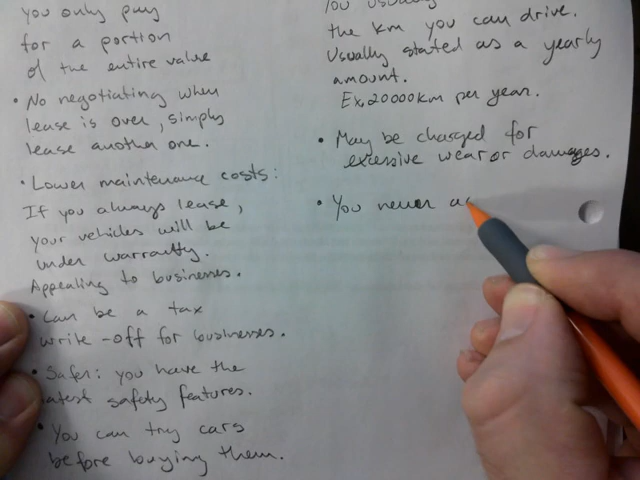 you only pay
for a portion
of the entire value
• No negotiating when
lease is over, simply
lease another one.
• Lower maintenance costs:
If you always lease,
your vehicles will be
under warranty.
Appealing to businesses.
• Can be a tax
write-off for businesses.
• Safer: you have the
latest safety features.
• You can try cars
before buying them.
You usually
the km you can drive.
Usually stated as a yearly
amount.
Ex. 20000km per year.
• May be charged for
excessive wear or damages.
• You never